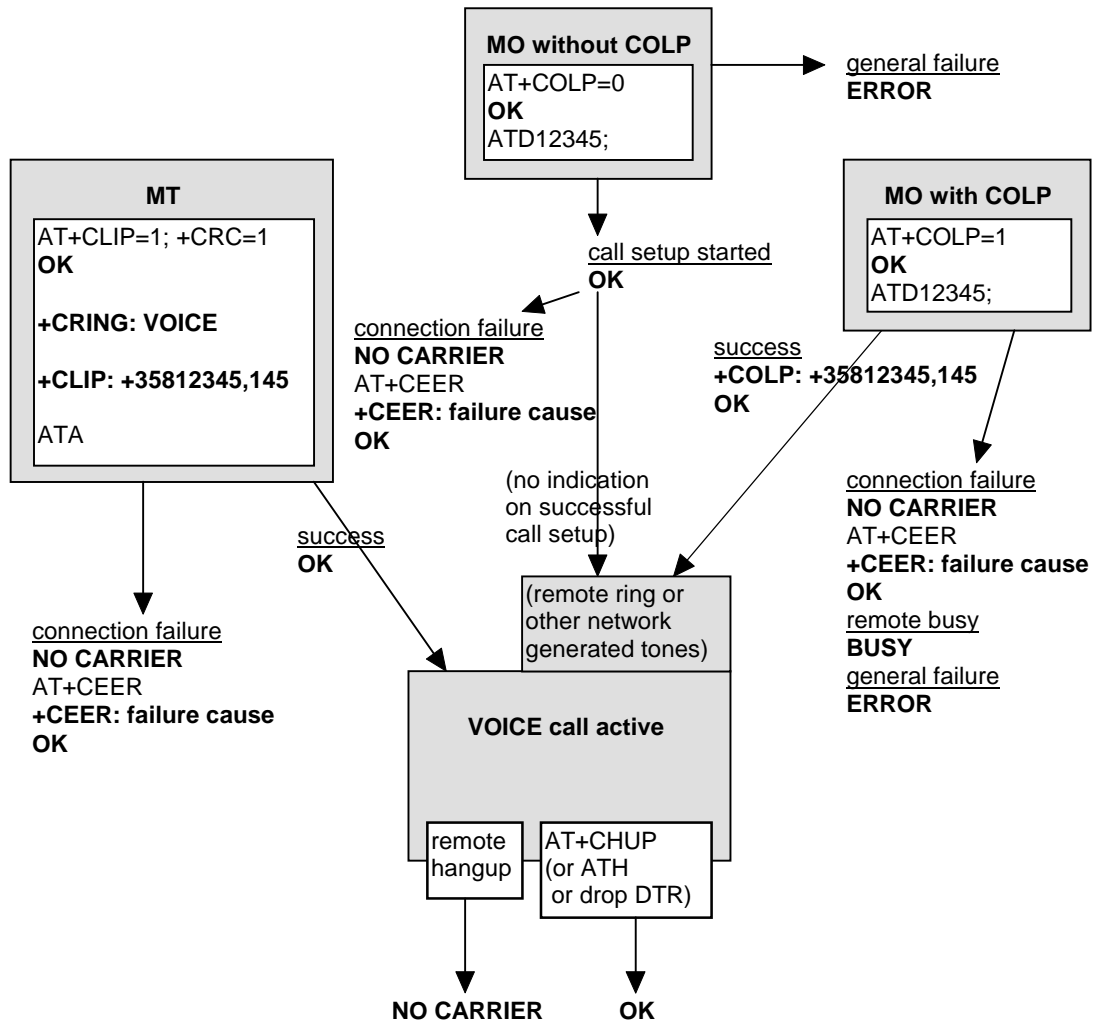 MO without COLP
AT+COLP=0
OK
ATD12345;
general failure
ERROR
MT
AT+CLIP=1; +CRC=1
OK
+CRING: VOICE
+CLIP: +35812345,145
ATA
MO with COLP
AT+COLP=1
OK
ATD12345;
call setup started
OK
connection failure
NO CARRIER
AT+CEER
+CEER: failure cause
OK
success
+COLP: +35812345,145
OK
(no indication
on successful
call setup)
connection failure
NO CARRIER
AT+CEER
+CEER: failure cause
OK
remote busy
BUSY
general failure
ERROR
success
OK
connection failure
NO CARRIER
AT+CEER
+CEER: failure cause
OK
(remote ring or
other network
generated tones)
VOICE call active
remote
hangup
AT+CHUP
(or ATH
or drop DTR)
NO CARRIER
OK